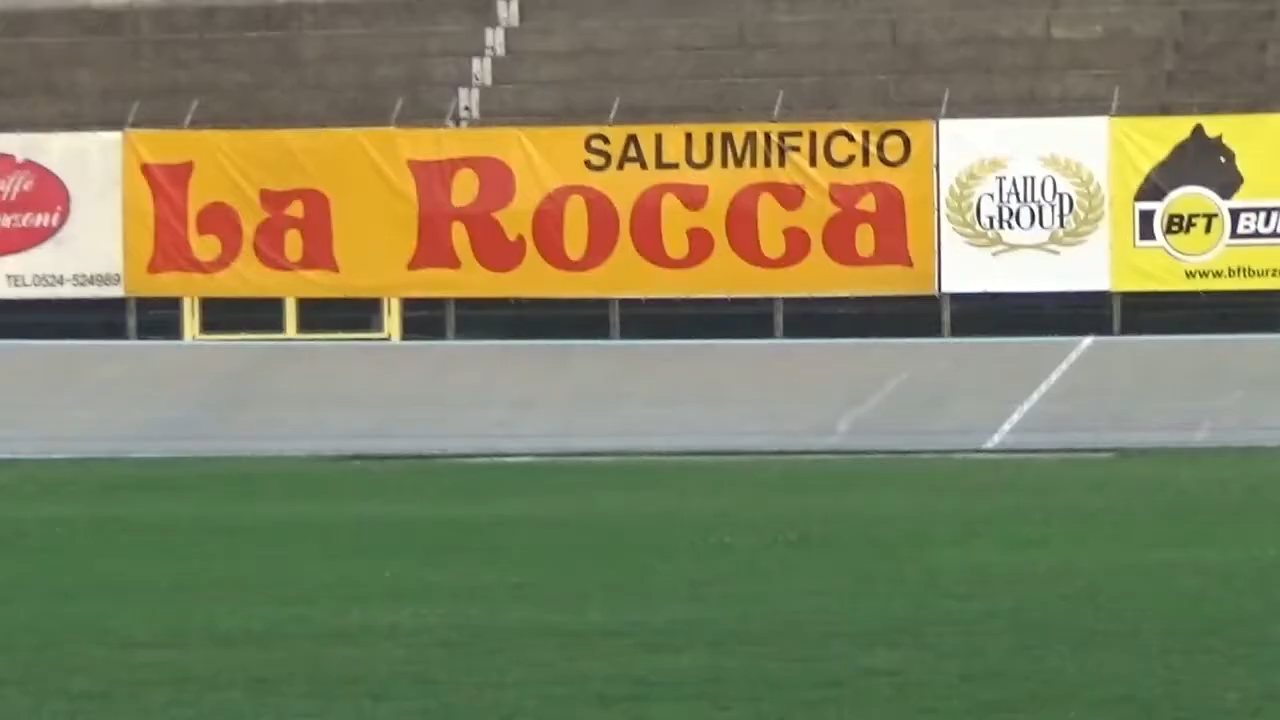 TEL.0524-524989
SALUMIFICIO
La Rocca
TAILO
GROUP
BFT
www.bftburz